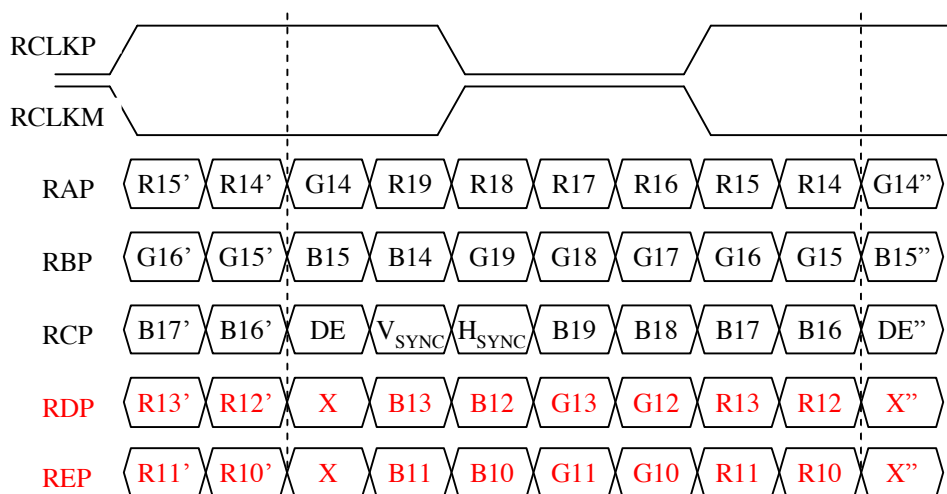 RCLKP
RCLKM
RAP R15’ R14’ G14 R19 R18 R17 R16 R15 R14 G14”
RBP G16’ G15’ B15 B14 G19 G18 G17 G16 G15 B15”
RCP B17’ B16’ DE VSYNC HSYNC B19 B18 B17 B16 DE”
RDP R13’ R12’ X B13 B12 G13 G12 R13 R12 X”
REP R11’ R10’ X B11 B10 G11 G10 R11 R10 X”